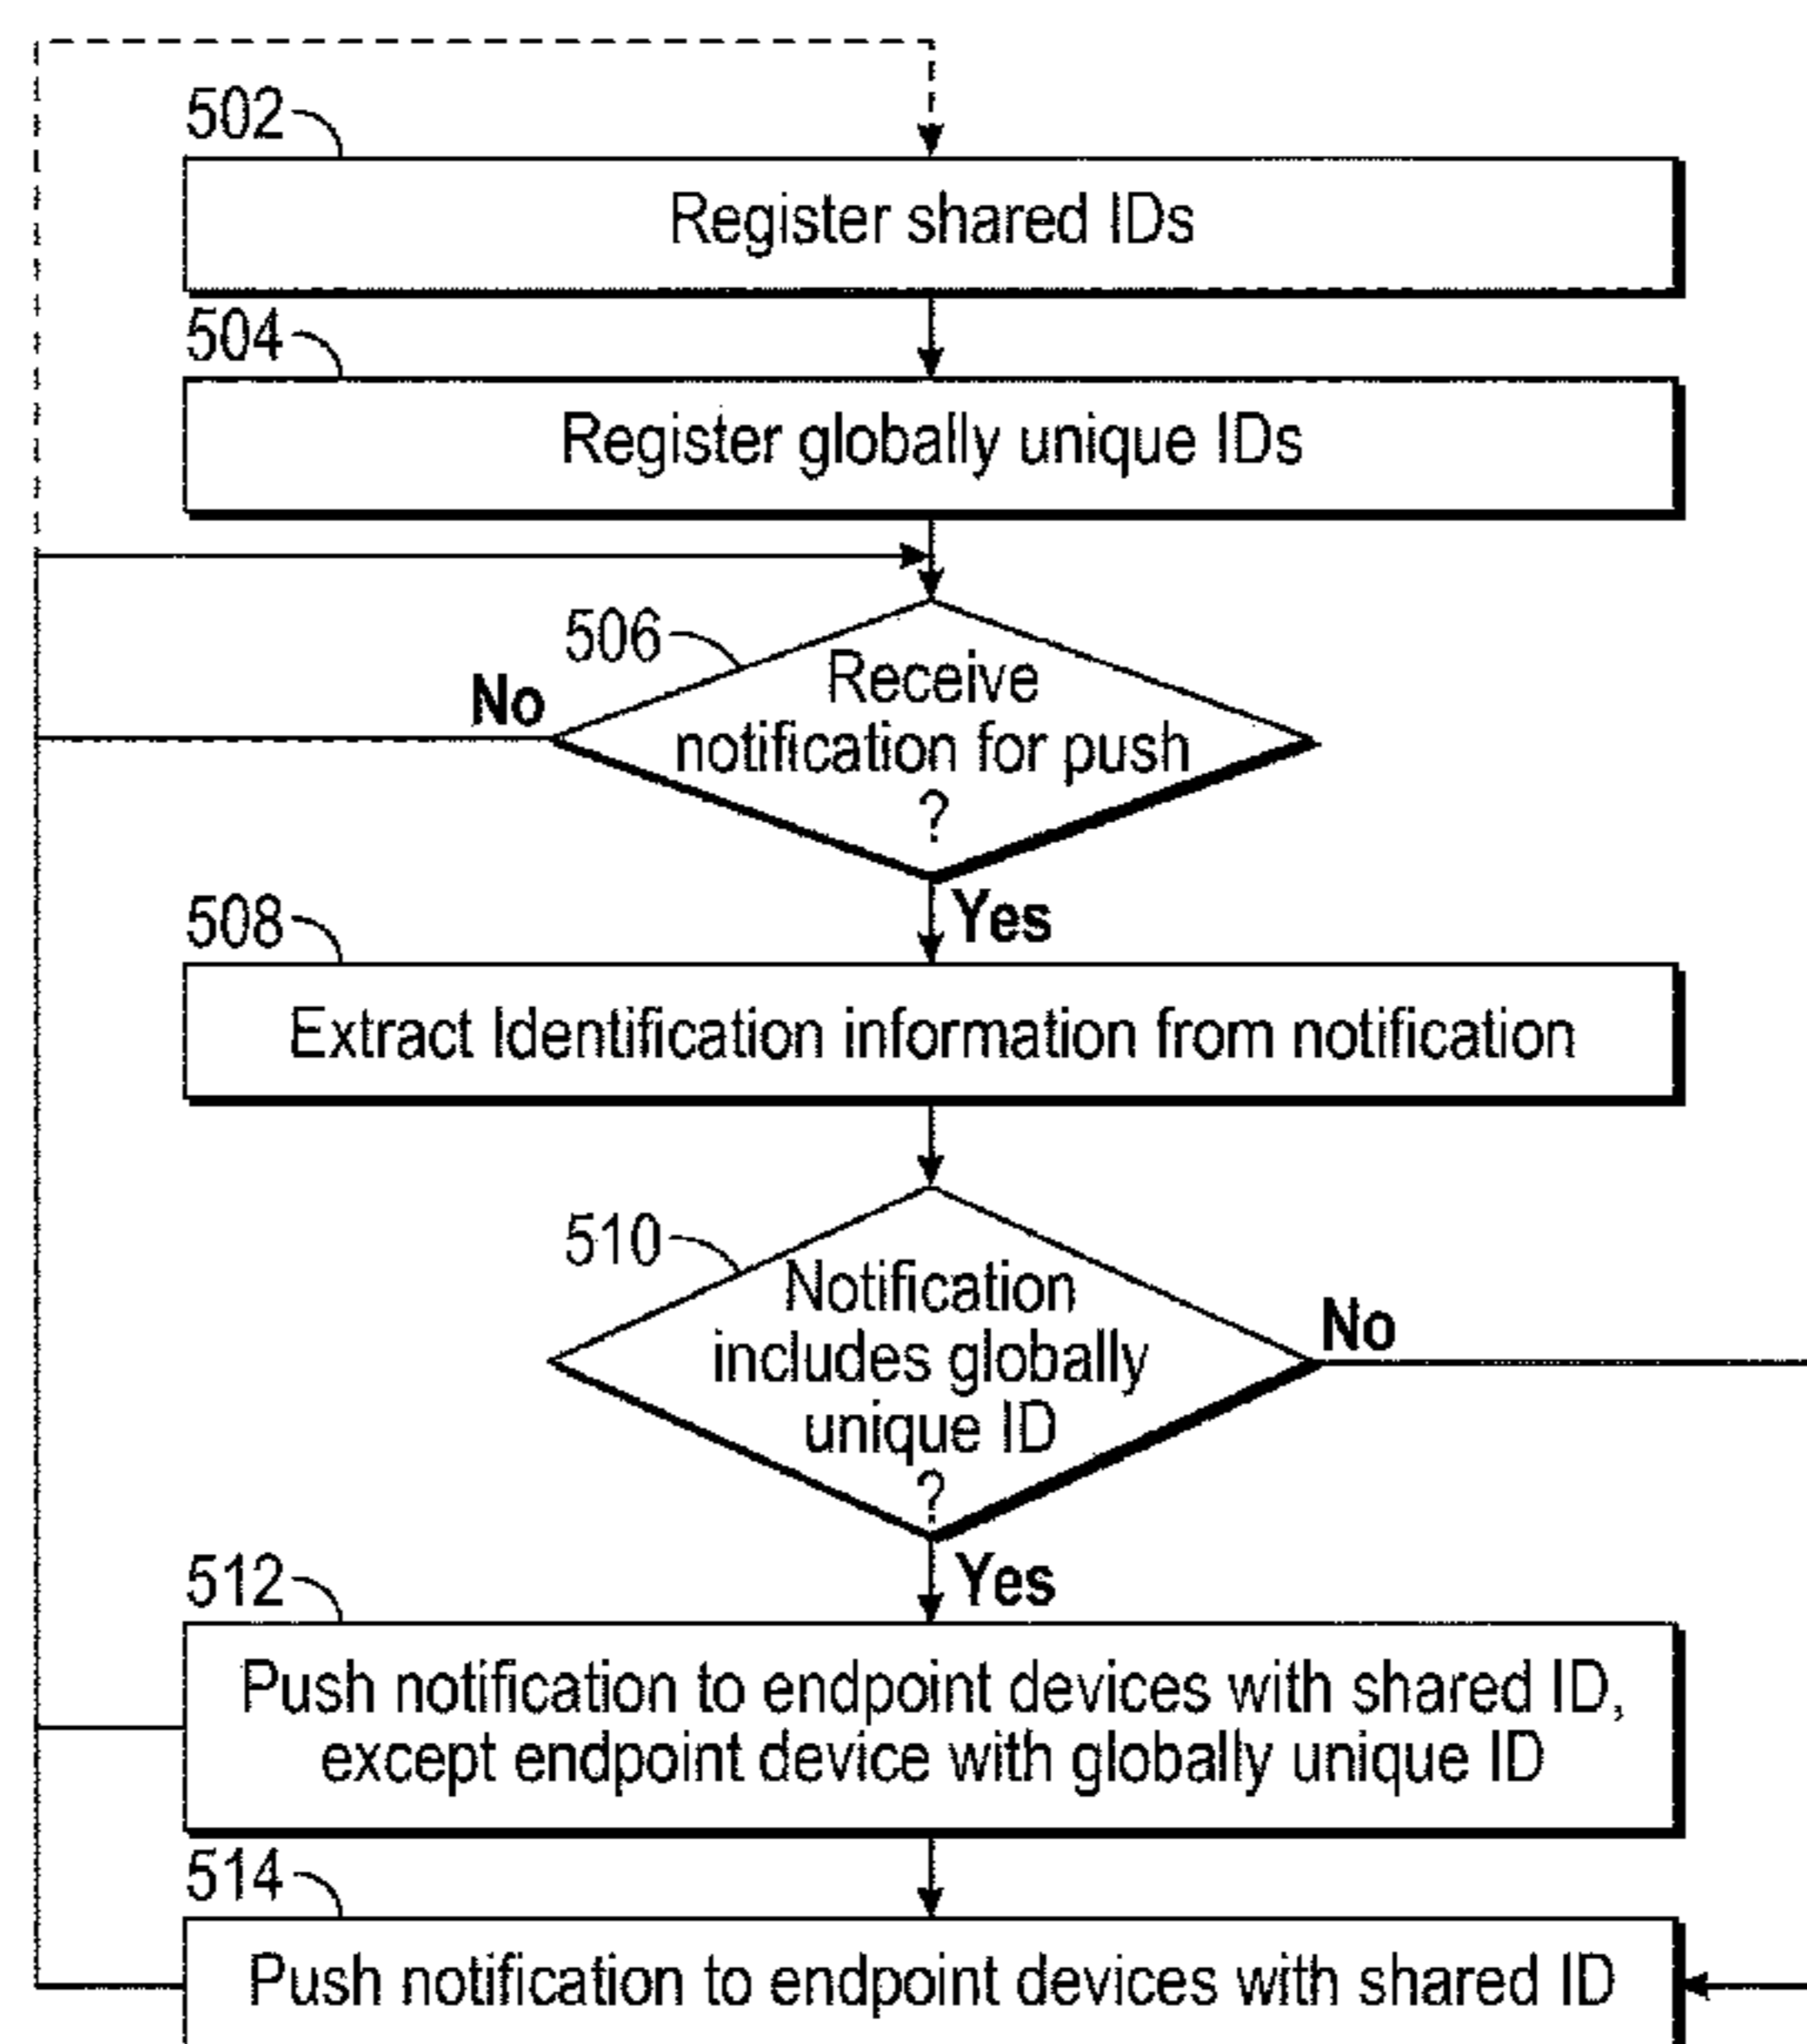 502
Register shared IDs
504
Register globally unique IDs
506
Receive
No
notification for push
?
Yes
508
Extract Identification information from notification
510
Notification
No
includes globally
unique ID
?
Yes
512
Push notification to endpoint devices with shared ID,
except endpoint device with globally unique ID
514
Push notification to endpoint devices with shared ID